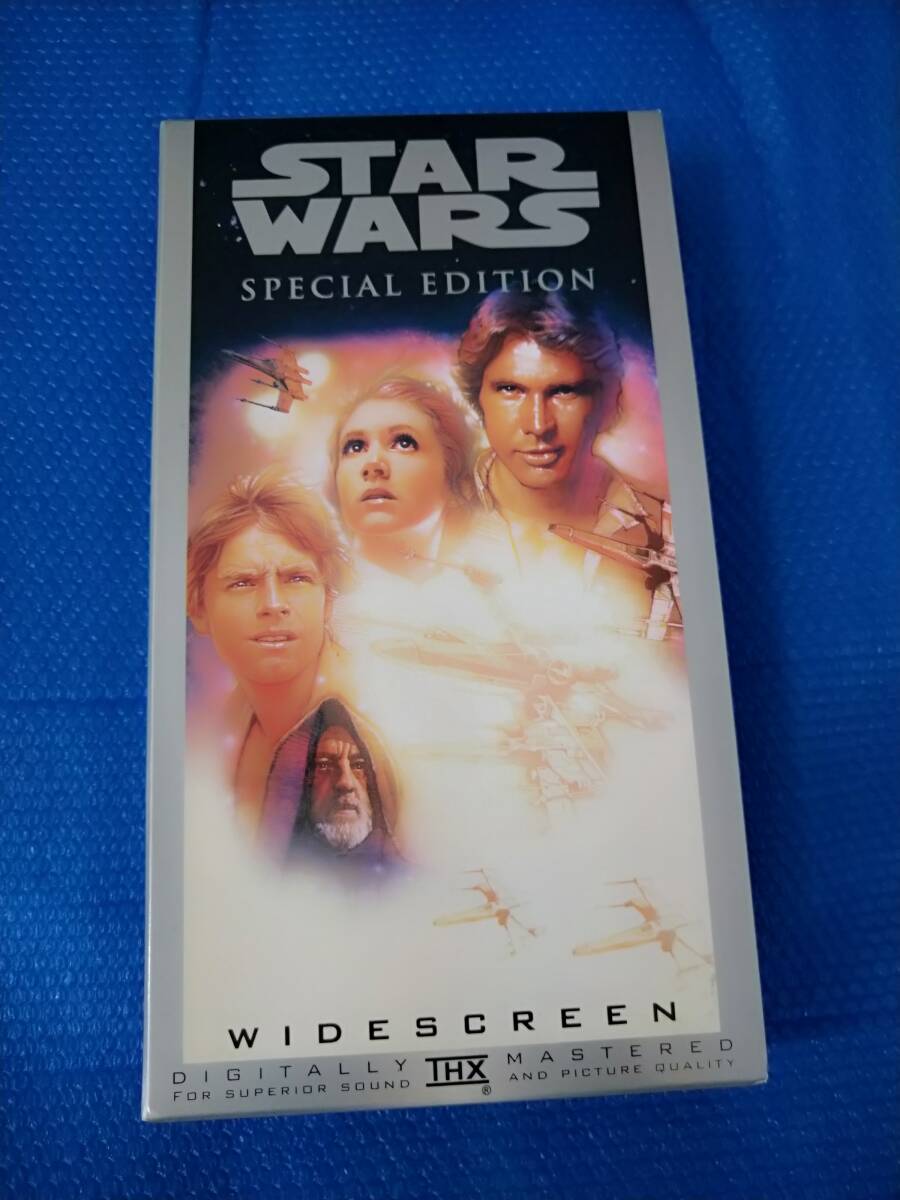 STAR
WARS
SPECIAL EDITION
WIDESCREEN
DIGITALLY THX MASTERED
FOR SUPERIOR SOUND ® AND PICTURE QUALITY